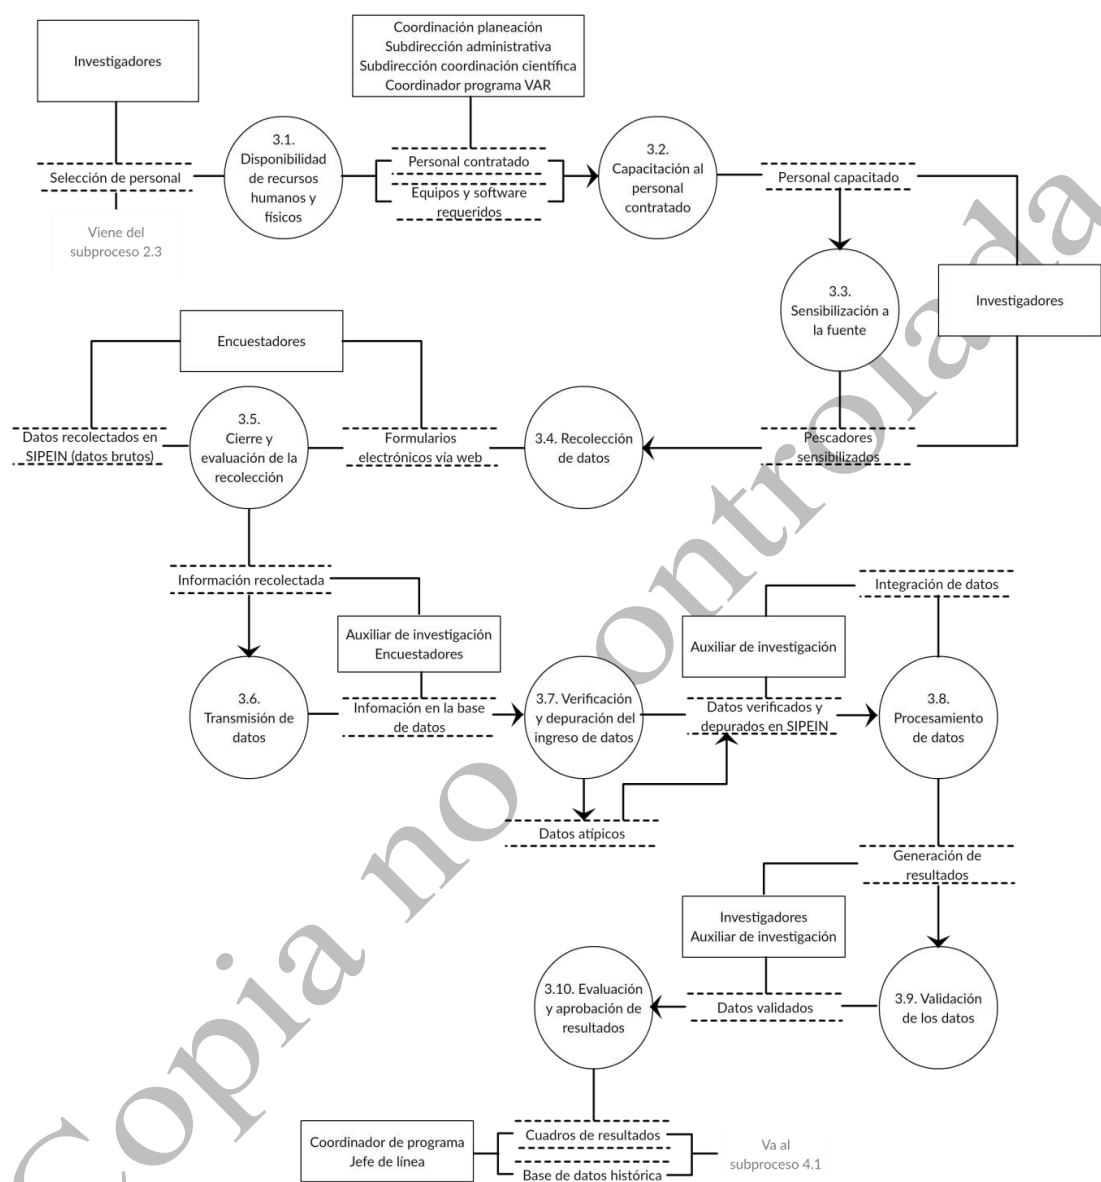 Investigadores
Coordinación planeación
Subdirección administrativa
Subdirección coordinación científica
Coordinador programa VAR
Selección de personal
Viene del
subproceso 2.3
3.1.
Disponibilidad
de recursos
humanos y
físicos
Personal contratado
Equipos y software
requeridos
3.2.
Capacitación al
personal
contratado
Personal capacitado
3.3.
Sensibilización a
la fuente
Investigadores
Encuestadores
Datos recolectados en
SIPEIN (datos brutos)
3.5.
Cierre y
evaluación de la
recolección
Formularios
electrónicos vía web
3.4. Recolección
de datos
Pescadores
sensibilizados
Información recolectada
Auxiliar de investigación
Encuestadores
Auxiliar de investigación
Integración de datos
3.6.
Transmisión de
datos
Infomación en la base
de datos
3.7. Verificación
y depuración del
ingreso de datos
Datos verificados y
depurados en SIPEIN
3.8.
Procesamiento
de datos
Datos atípicos
Generación de
resultados
Investigadores
Auxiliar de investigación
3.10. Evaluación
y aprobación de
resultados
Datos validados
3.9. Validación
de los datos
Coordinador de programa
Jefe de línea
Cuadros de resultados
Base de datos histórica
Va al
subproceso 4.1
Copia no controlada